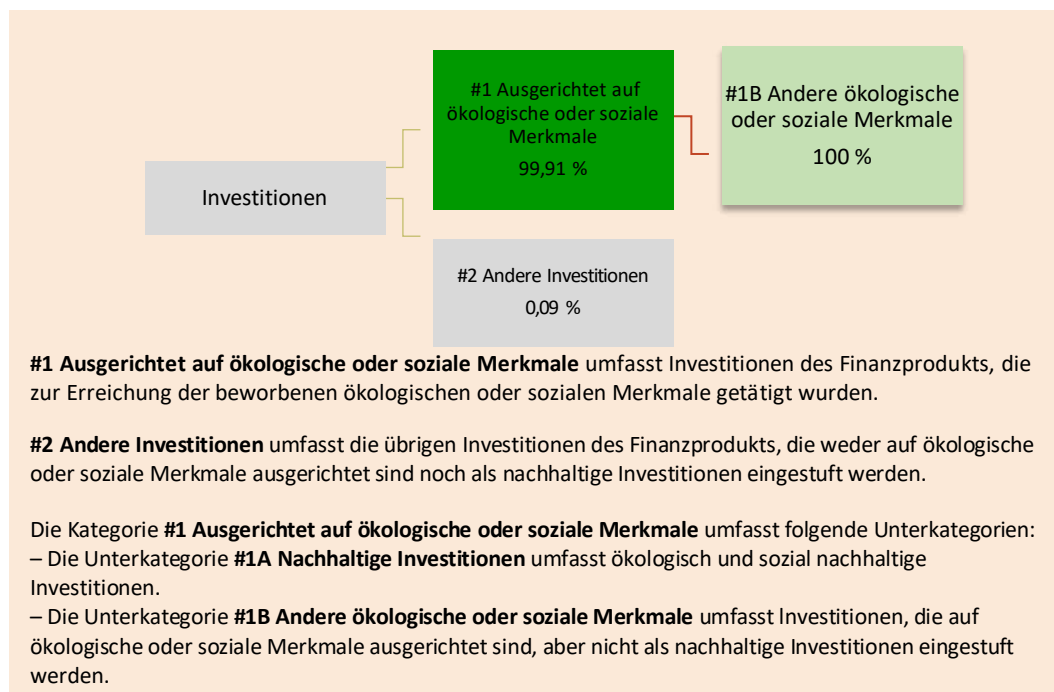 #1 Ausgerichtet auf
ökologische oder soziale
Merkmale
99,91 %
#1B Andere ökologische
oder soziale Merkmale
100 %
Investitionen
#2 Andere Investitionen
0,09 %
#1 Ausgerichtet auf ökologische oder soziale Merkmale umfasst Investitionen des Finanzprodukts, die
zur Erreichung der beworbenen ökologischen oder sozialen Merkmale getätigt wurden.
#2 Andere Investitionen umfasst die übrigen Investitionen des Finanzprodukts, die weder auf ökologische
oder soziale Merkmale ausgerichtet sind noch als nachhaltige Investitionen eingestuft werden.
Die Kategorie #1 Ausgerichtet auf ökologische oder soziale Merkmale umfasst folgende Unterkategorien:
– Die Unterkategorie #1A Nachhaltige Investitionen umfasst ökologisch und sozial nachhaltige
Investitionen.
– Die Unterkategorie #1B Andere ökologische oder soziale Merkmale umfasst Investitionen, die auf
ökologische oder soziale Merkmale ausgerichtet sind, aber nicht als nachhaltige Investitionen eingestuft
werden.